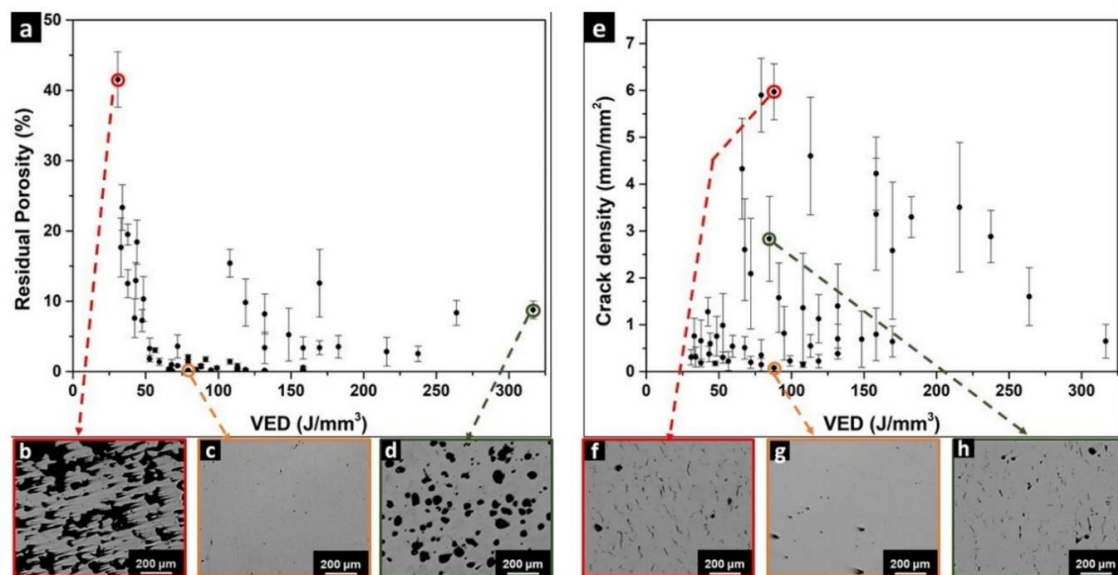 a
50
40
30
20
10
0
Residual Porosity (%)
0 50 100 150 200 250 300
VED (J/mm³)
b
200 µm
c
200 µm
d
200 µm
e
7
6
5
4
3
2
1
0
Crack density (mm/mm²)
0 50 100 150 200 250 300
VED (J/mm³)
f
200 µm
g
200 µm
h
200 µm